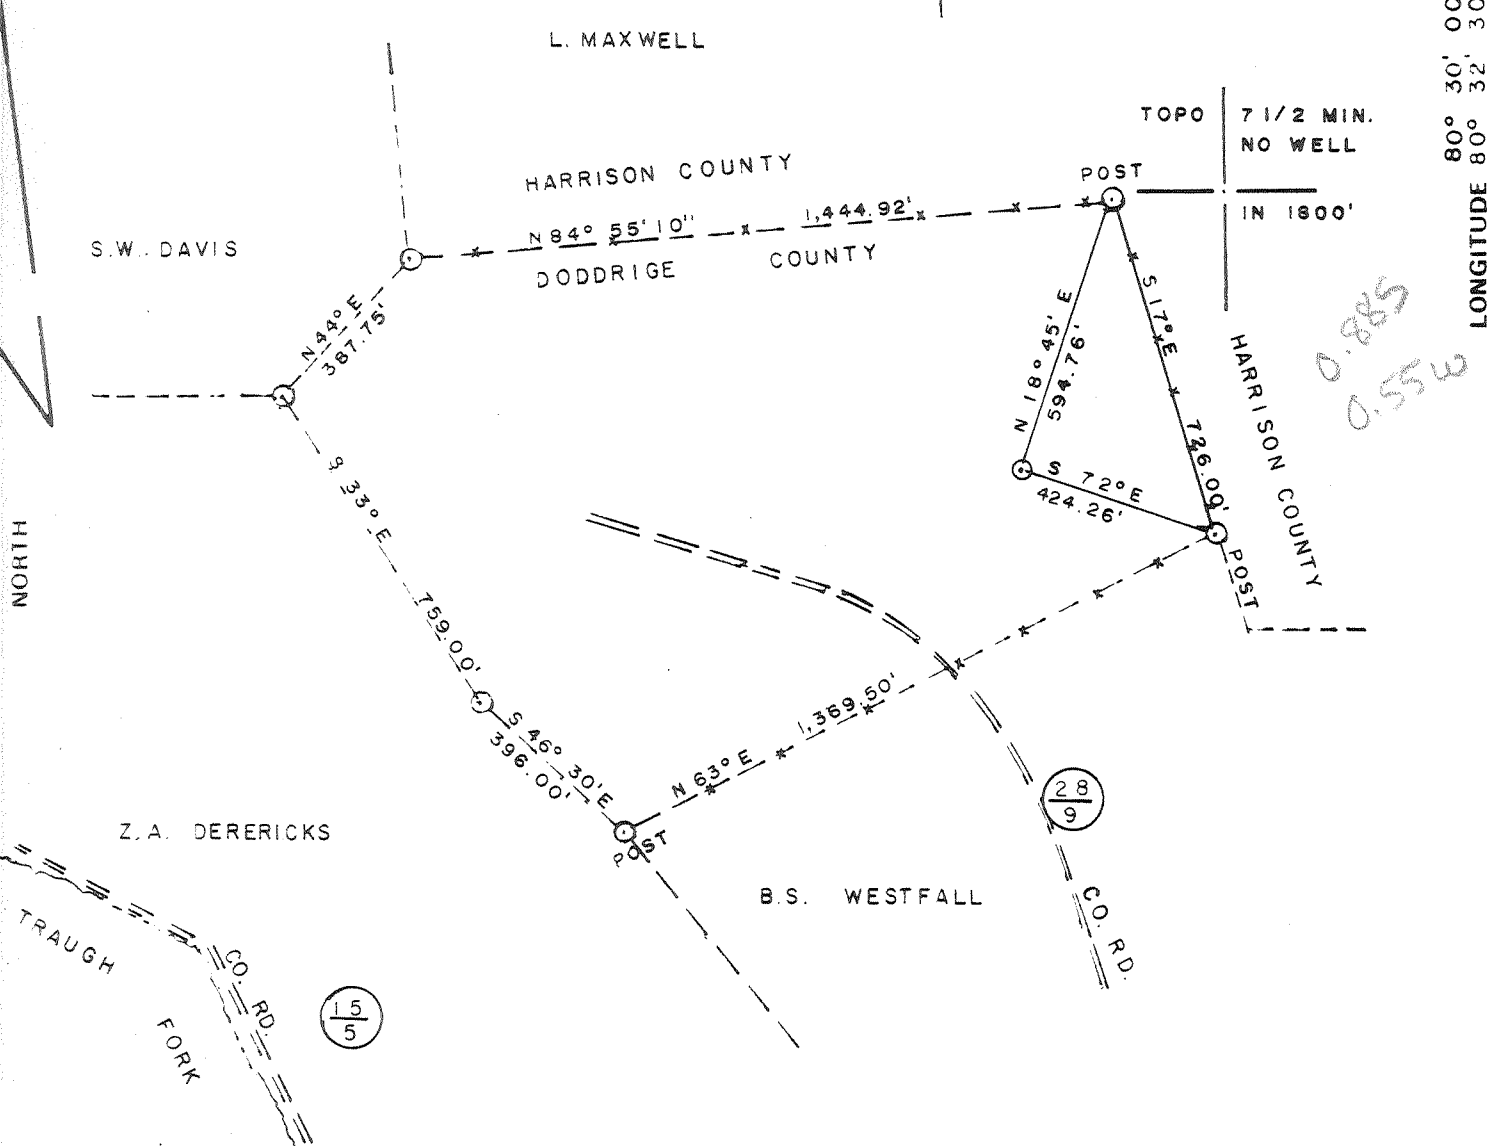 L. MAXWELL
80° 30' 00
LONGITUDE 80° 32' 30
TOPO 7 1/2 MIN.
NO WELL
IN 1800'
POST
HARRISON COUNTY
N 84° 55' 10" 1,444.92'
DODDRIGE COUNTY
S.W. DAVIS
N 44° E
387.75'
N 18° 45' E
594.76'
S 17° E 726.00'
HARRISON COUNTY
0.885
0.55W
S 72° E
424.26'
POST
S 33° E 759.00'
NORTH
S 46° 30' E
396.00'
N 63° E 1,369.50'
POST
28
9
Z.A. DERERICKS
B.S. WESTFALL
CO. RD.
TRAUGH
FORK
CO. RD.
15
5